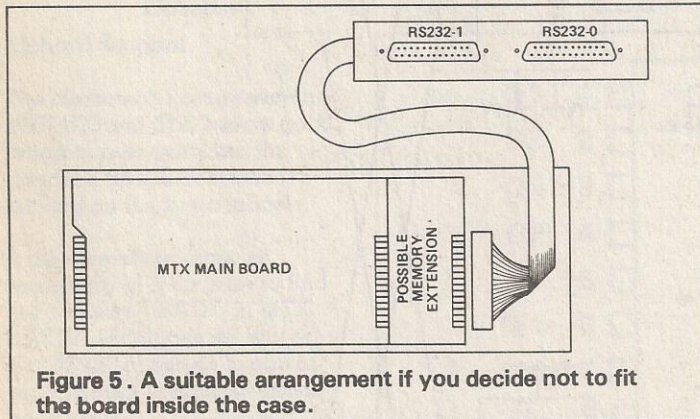 RS232-1
RS232-0
MTX MAIN BOARD
POSSIBLE
MEMORY
EXTENSION.
Figure 5. A suitable arrangement if you decide not to fit
the board inside the case.